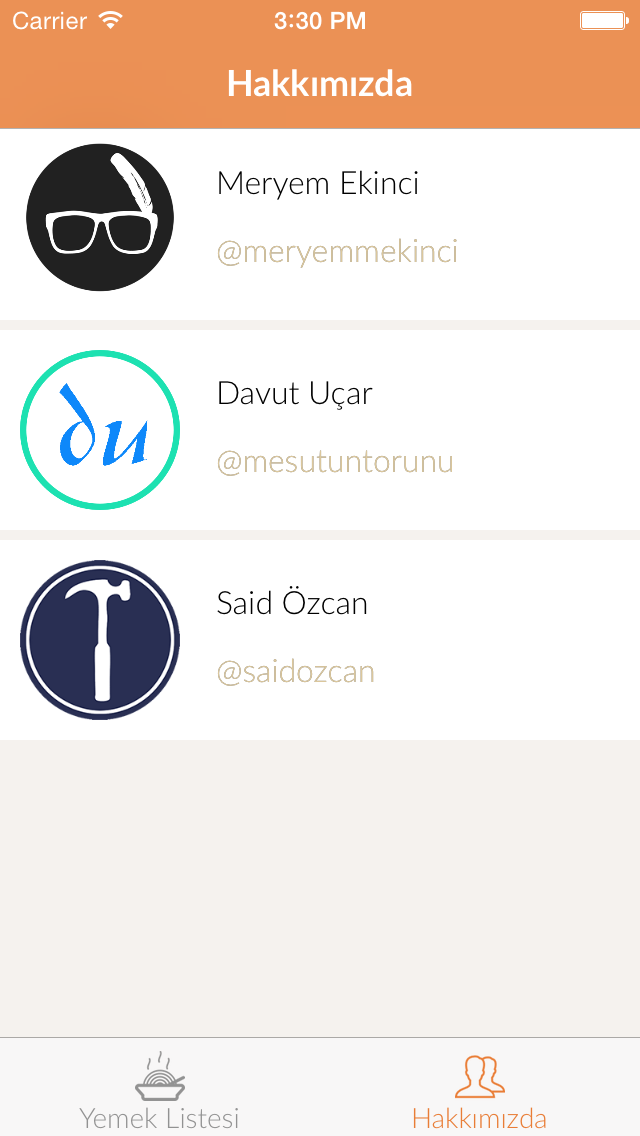 Carrier 3:30 PM
Hakkımızda
Meryem Ekinci
@meryemmekinci
du
Davut Uçar
@mesutuntorunu
Said Özcan
@saidozcan
Yemek Listesi Hakkımızda